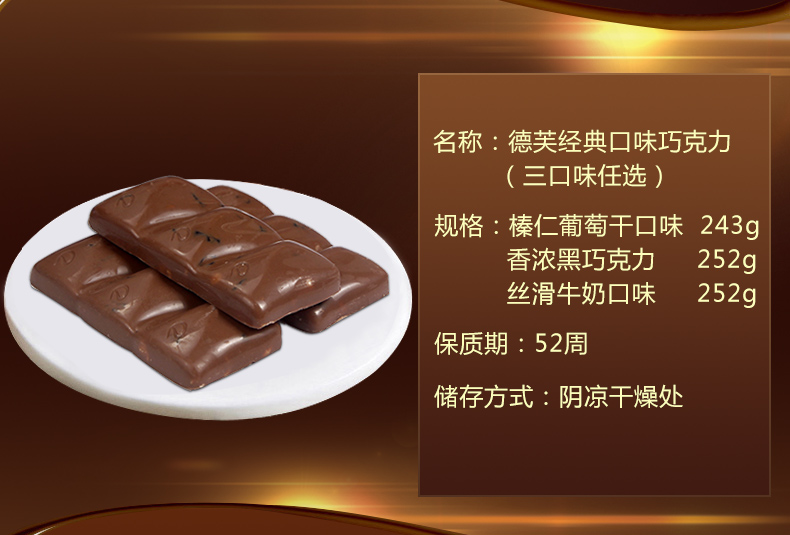 名称：德芙经典口味巧克力
（三口味任选）
规格：榛仁葡萄干口味 243g
香浓黑巧克力 252g
丝滑牛奶口味 252g
保质期：52周
储存方式：阴凉干燥处